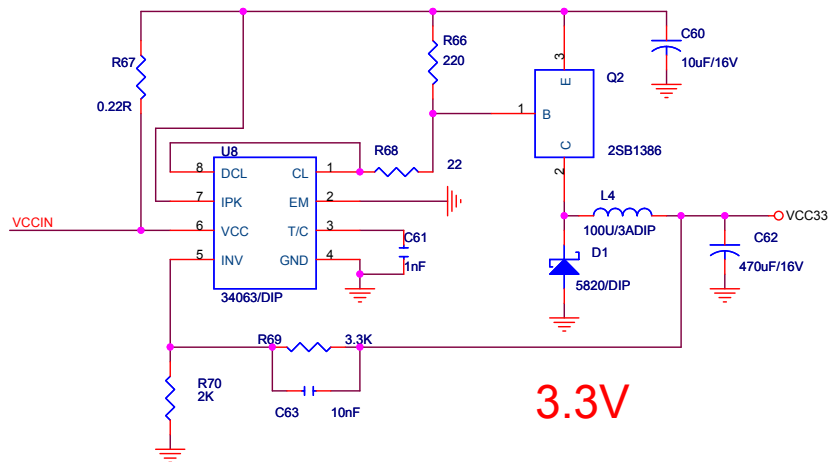 C60
10uF/16V
R66
220
R67
0.22R
3
E
Q2
1
B
C
2
2SB1386
R68
22
U8
8
DCL
CL
1
7
IPK
EM
2
6
VCC
T/C
3
5
INV
GND
4
34063/DIP
VCCIN
C61
1nF
L4
100U/3ADIP
VCC33
D1
5820/DIP
C62
470uF/16V
R69
3.3K
R70
2K
C63
10nF
3.3V